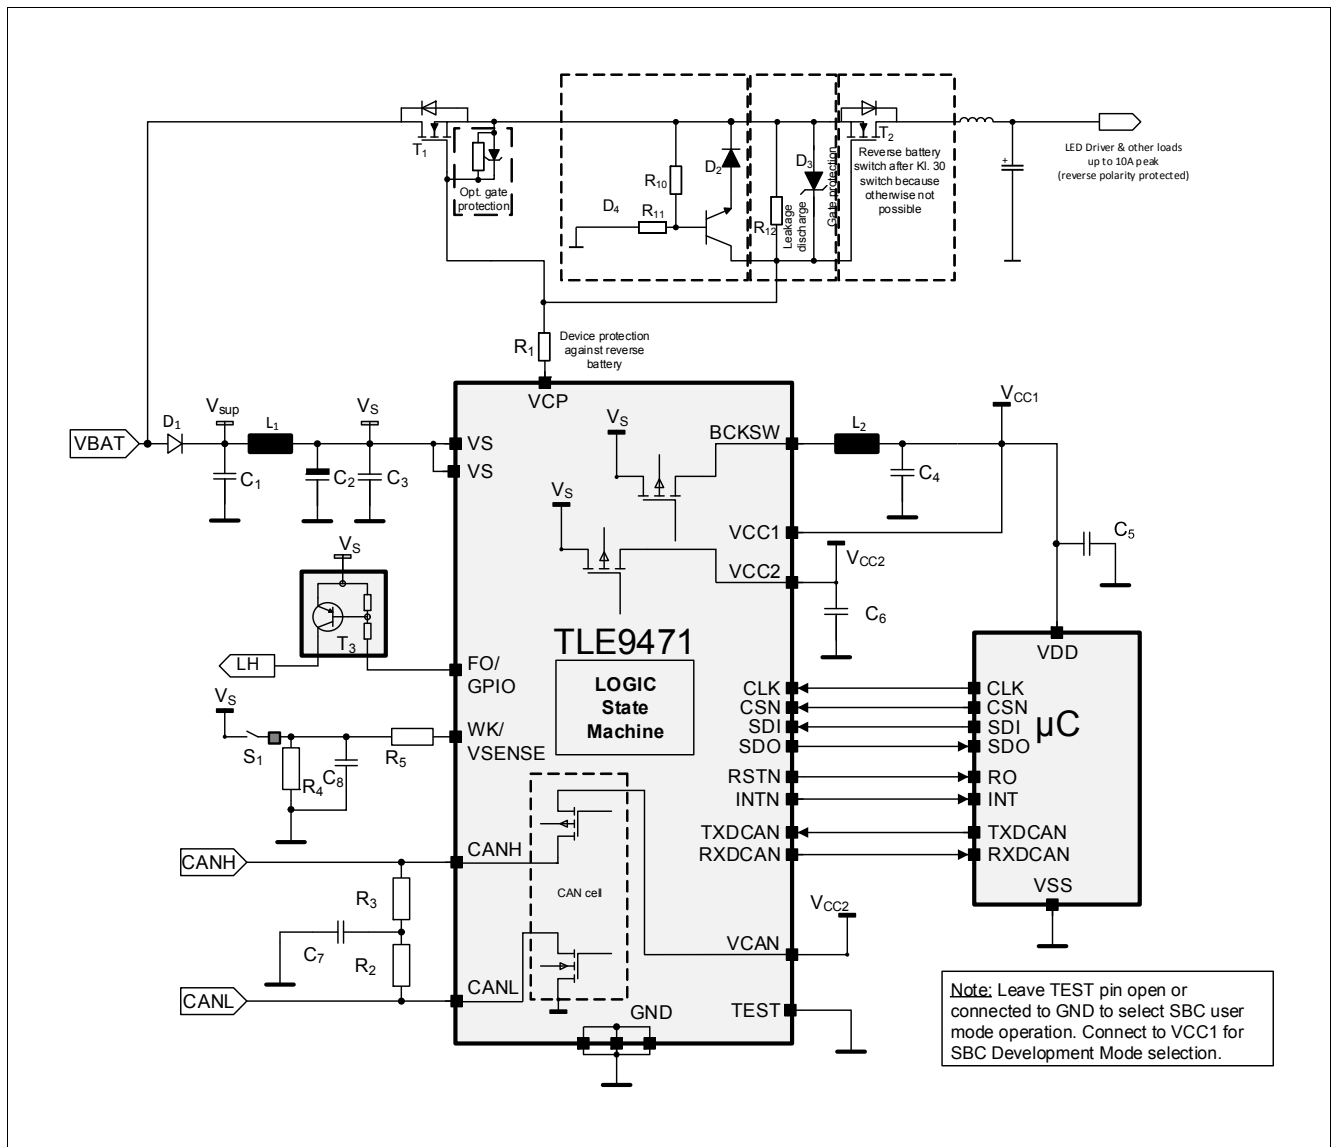 T1
Opt. gate
protection
D4
R10
R11
D2
R12
Leakage
discharge
D3
Gate protection
T2
Reverse battery
switch after Kl. 30
switch because
otherwise not
possible
+
LED Driver & other loads
up to 10A peak
(reverse polarity protected)
R1
Device protection
against reverse
battery
VCP
VBAT
D1
Vsup
L1
VS
C1
C2
C3
VS
VS
VS
VS
BCKSW
L2
VCC1
C4
VCC1
VCC2
VCC2
C5
C6
VS
T3
LH
FO/
GPIO
TLE9471
LOGIC
State
Machine
VS
S1
R4
C8
R5
WK/
VSENSE
CLK
CSN
SDI
SDO
RSTN
INTN
TXDCAN
RXDCAN
VDD
CLK
CSN
SDI
SDO
µC
RO
INT
TXDCAN
RXDCAN
VSS
CANH
CANH
R3
C7
R2
CANL
CANL
CAN cell
VCC2
VCAN
TEST
GND
Note: Leave TEST pin open or
connected to GND to select SBC user
mode operation. Connect to VCC1 for
SBC Development Mode selection.